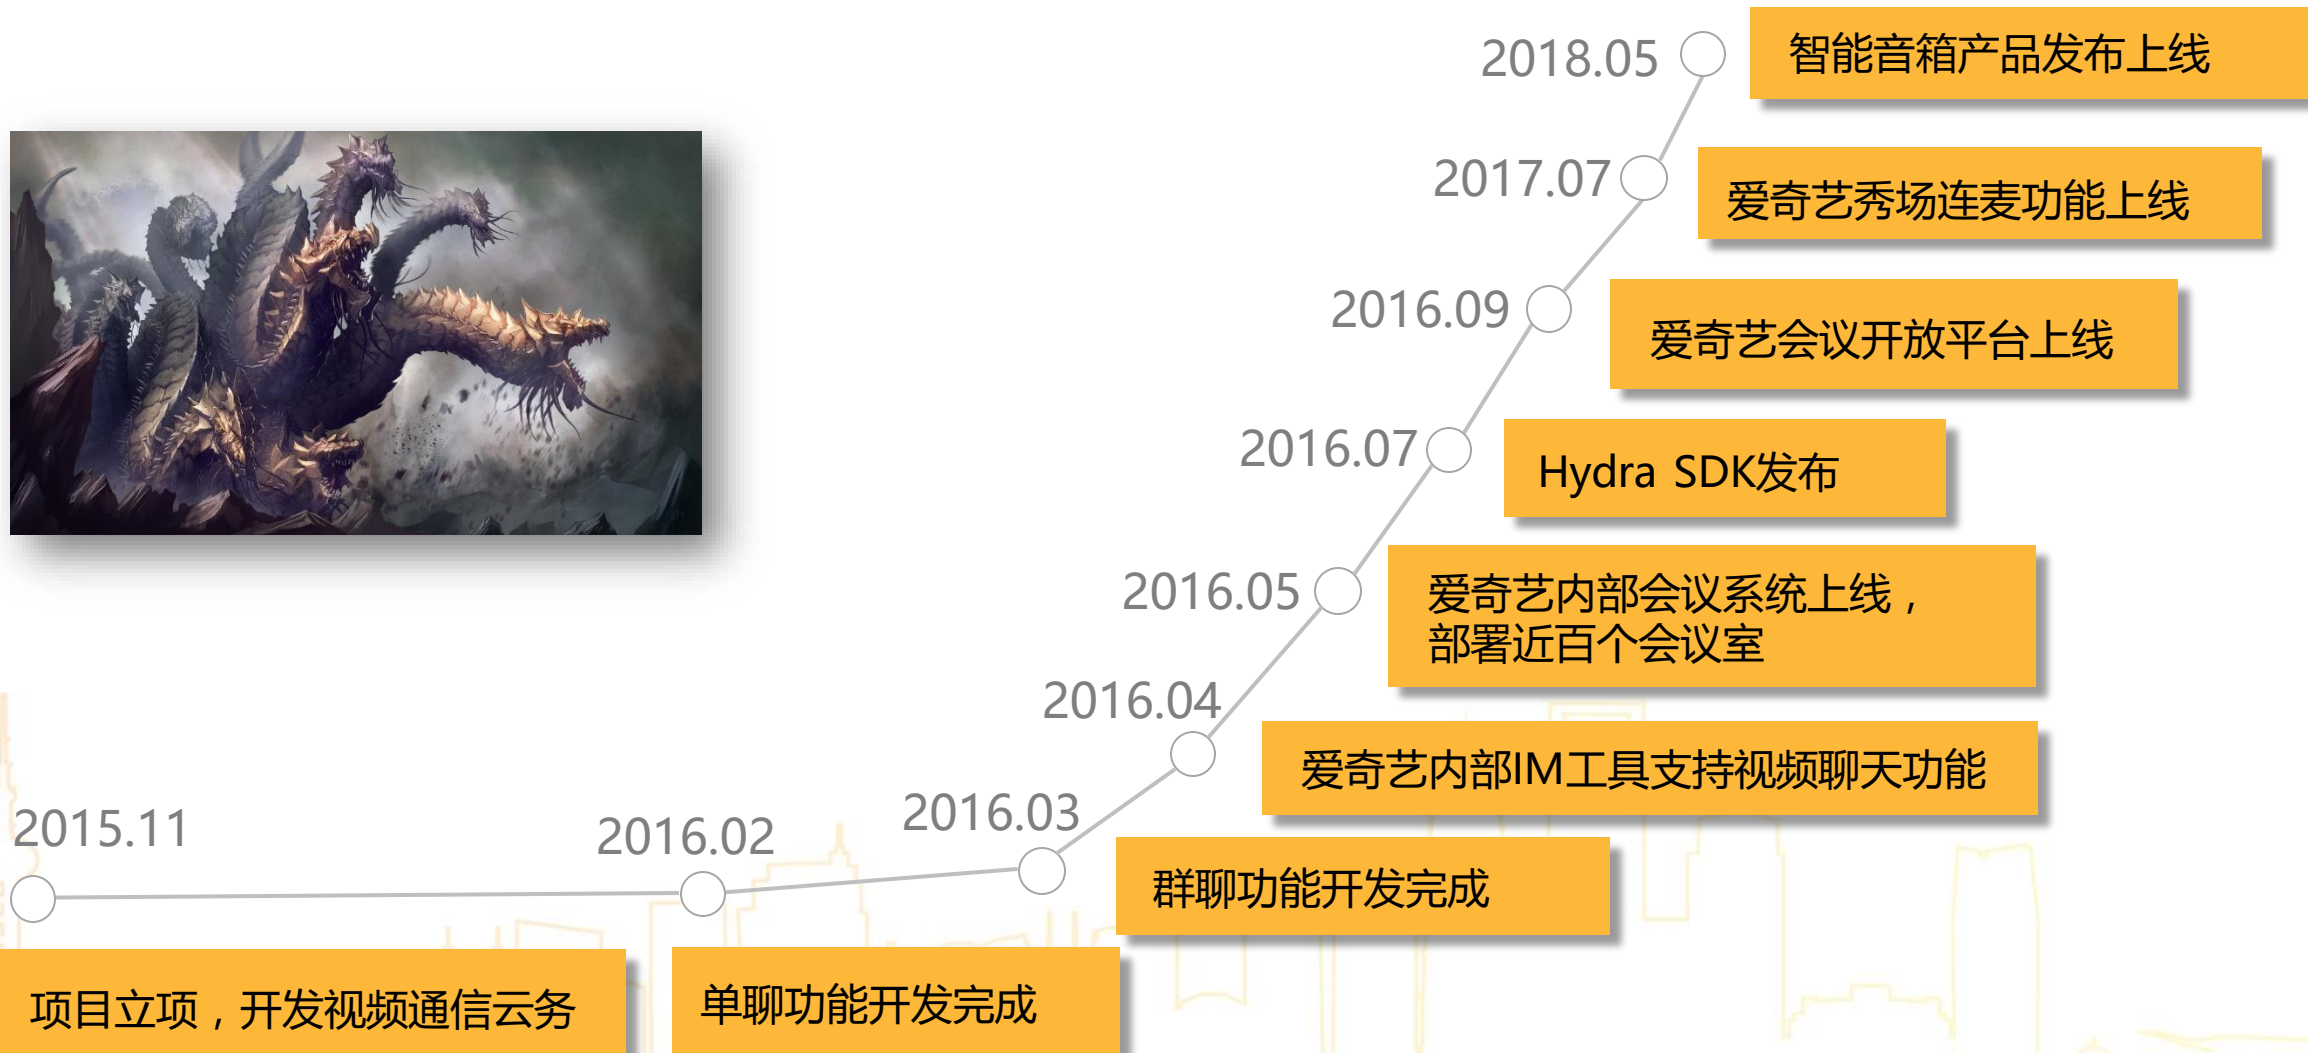 2018.05
智能音箱产品发布上线
2017.07
爱奇艺秀场连麦功能上线
2016.09
爱奇艺会议开放平台上线
2016.07
Hydra SDK发布
2016.05
爱奇艺内部会议系统上线，
部署近百个会议室
2016.04
爱奇艺内部IM工具支持视频聊天功能
2016.03
群聊功能开发完成
2016.02
单聊功能开发完成
2015.11
项目立项，开发视频通信云务